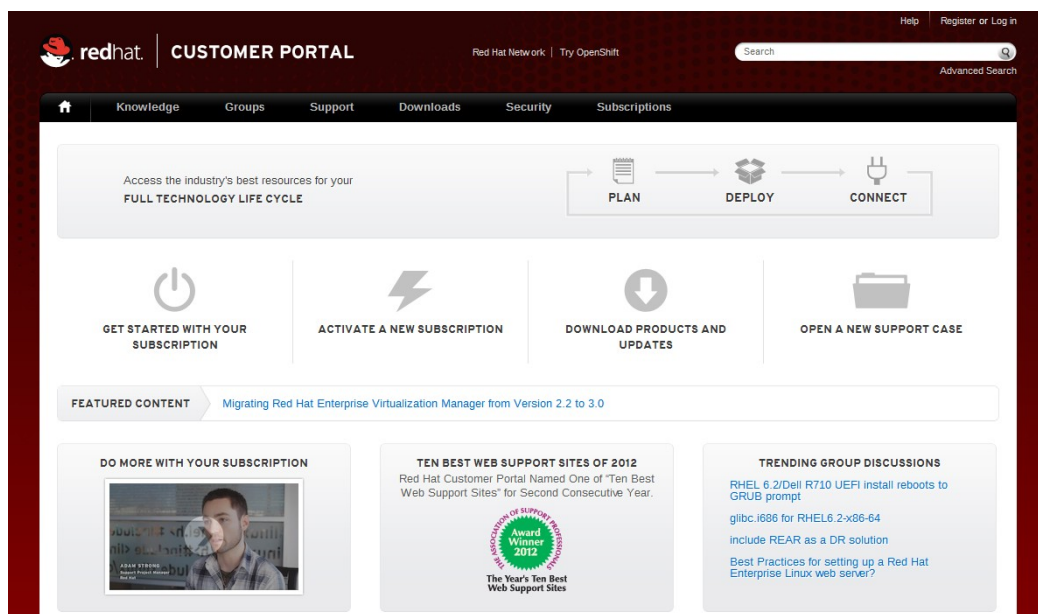 Help | Register or Log in
redhat. | CUSTOMER PORTAL
Red Hat Network | Try OpenShift
Search
Advanced Search
Knowledge Groups Support Downloads Security Subscriptions
Access the industry's best resources for your
FULL TECHNOLOGY LIFE CYCLE
PLAN DEPLOY CONNECT
GET STARTED WITH YOUR
SUBSCRIPTION
ACTIVATE A NEW SUBSCRIPTION
DOWNLOAD PRODUCTS AND
UPDATES
OPEN A NEW SUPPORT CASE
FEATURED CONTENT
Migrating Red Hat Enterprise Virtualization Manager from Version 2.2 to 3.0
DO MORE WITH YOUR SUBSCRIPTION
ADAM STRONG
Support Project Manager
Red Hat
TEN BEST WEB SUPPORT SITES OF 2012
Red Hat Customer Portal Named One of "Ten Best
Web Support Sites" for Second Consecutive Year.
THE ASSOCIATION OF SUPPORT PROFESSIONALS
Award
Winner
2012
The Year's Ten Best
Web Support Sites
TRENDING GROUP DISCUSSIONS
RHEL 6.2/Dell R710 UEFI install reboots to
GRUB prompt
glibc.i686 for RHEL6.2-x86-64
include REAR as a DR solution
Best Practices for setting up a Red Hat
Enterprise Linux web server?